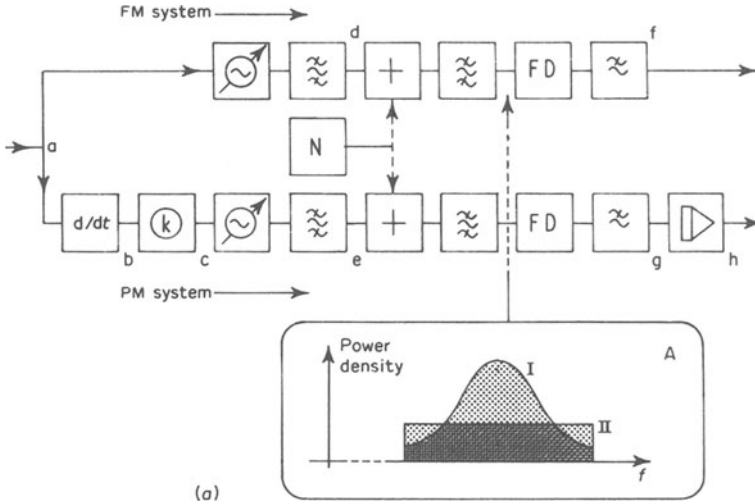 FM system
d
f
+
FD
a
N
d/dt
k
+
FD
b
c
e
g
h
PM system
Power
density
A
I
II
f
(a)